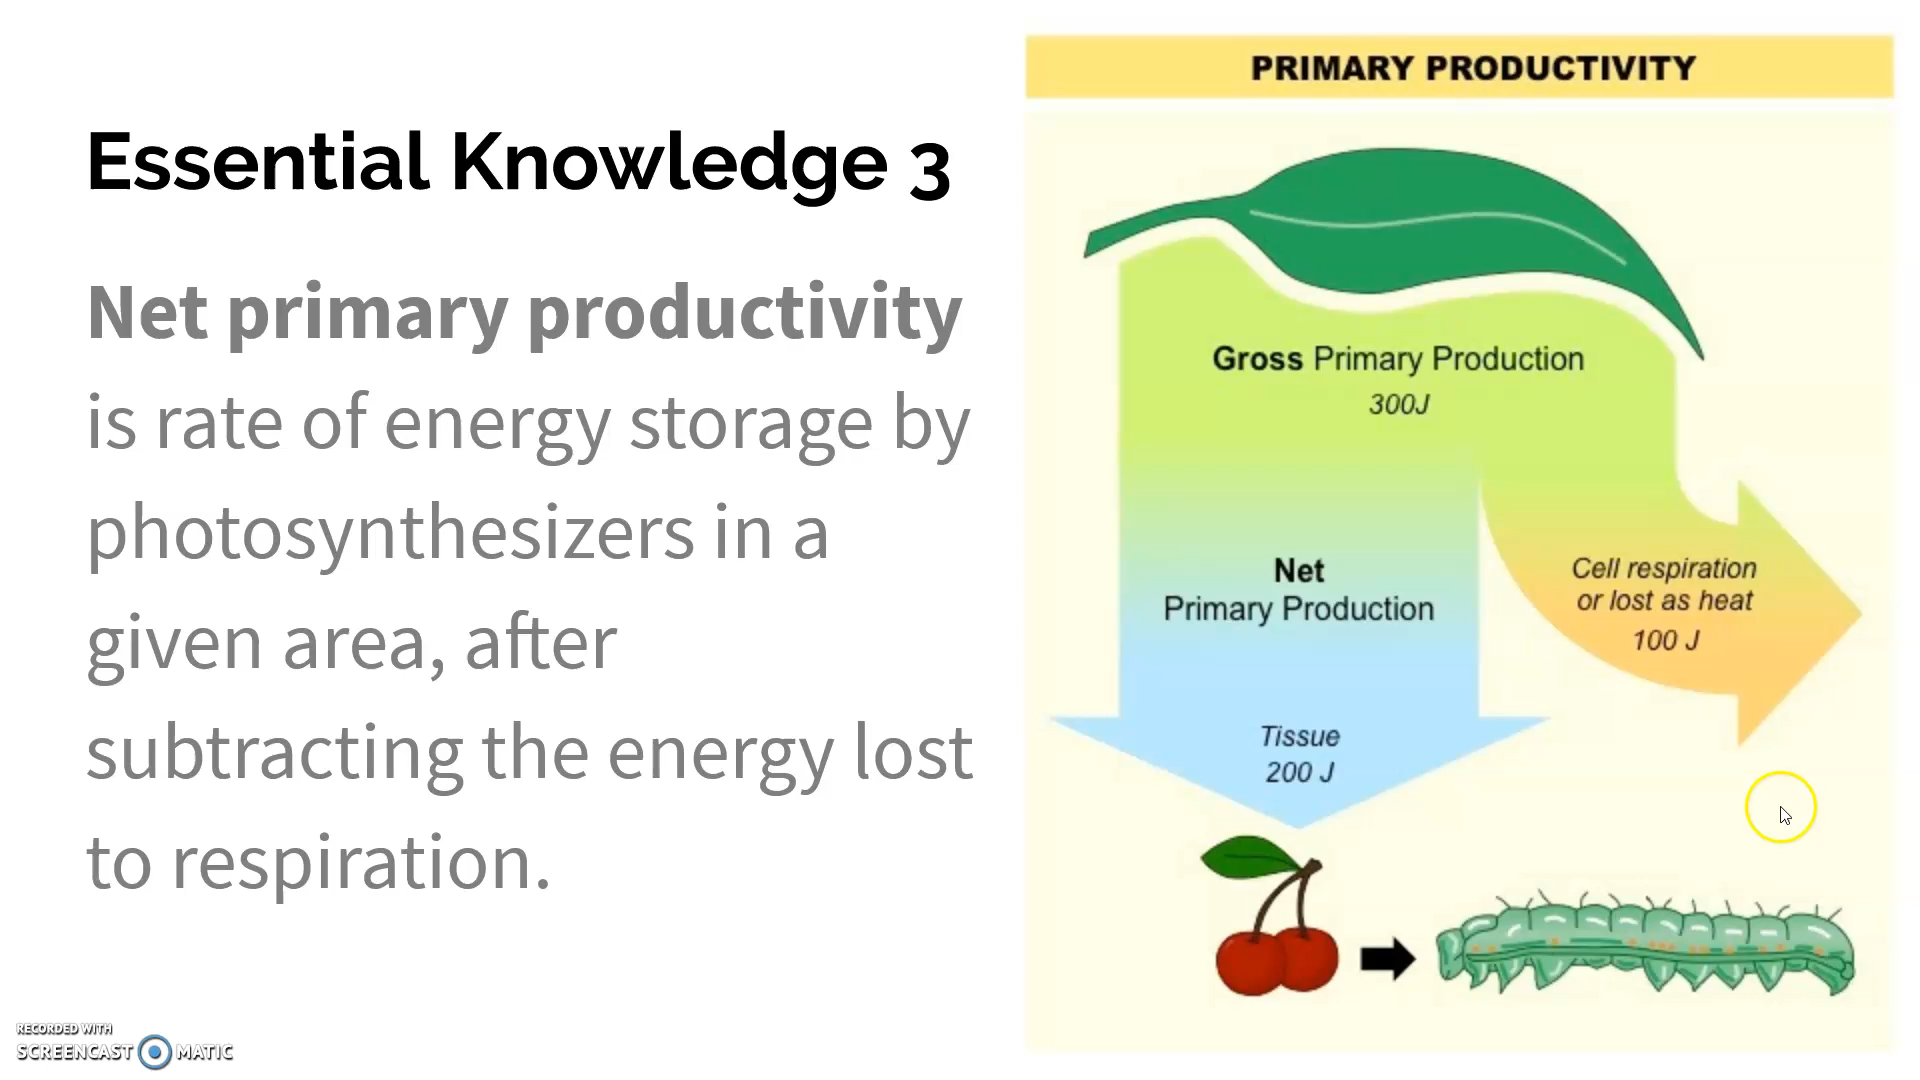 Essential Knowledge 3
Net primary productivity
is rate of energy storage by
photosynthesizers in a
given area, after
subtracting the energy lost
to respiration.
PRIMARY PRODUCTIVITY
Gross Primary Production
300J
Net
Primary Production
Cell respiration
or lost as heat
100 J
Tissue
200 J
RECORDED WITH
SCREENCAST MATIC